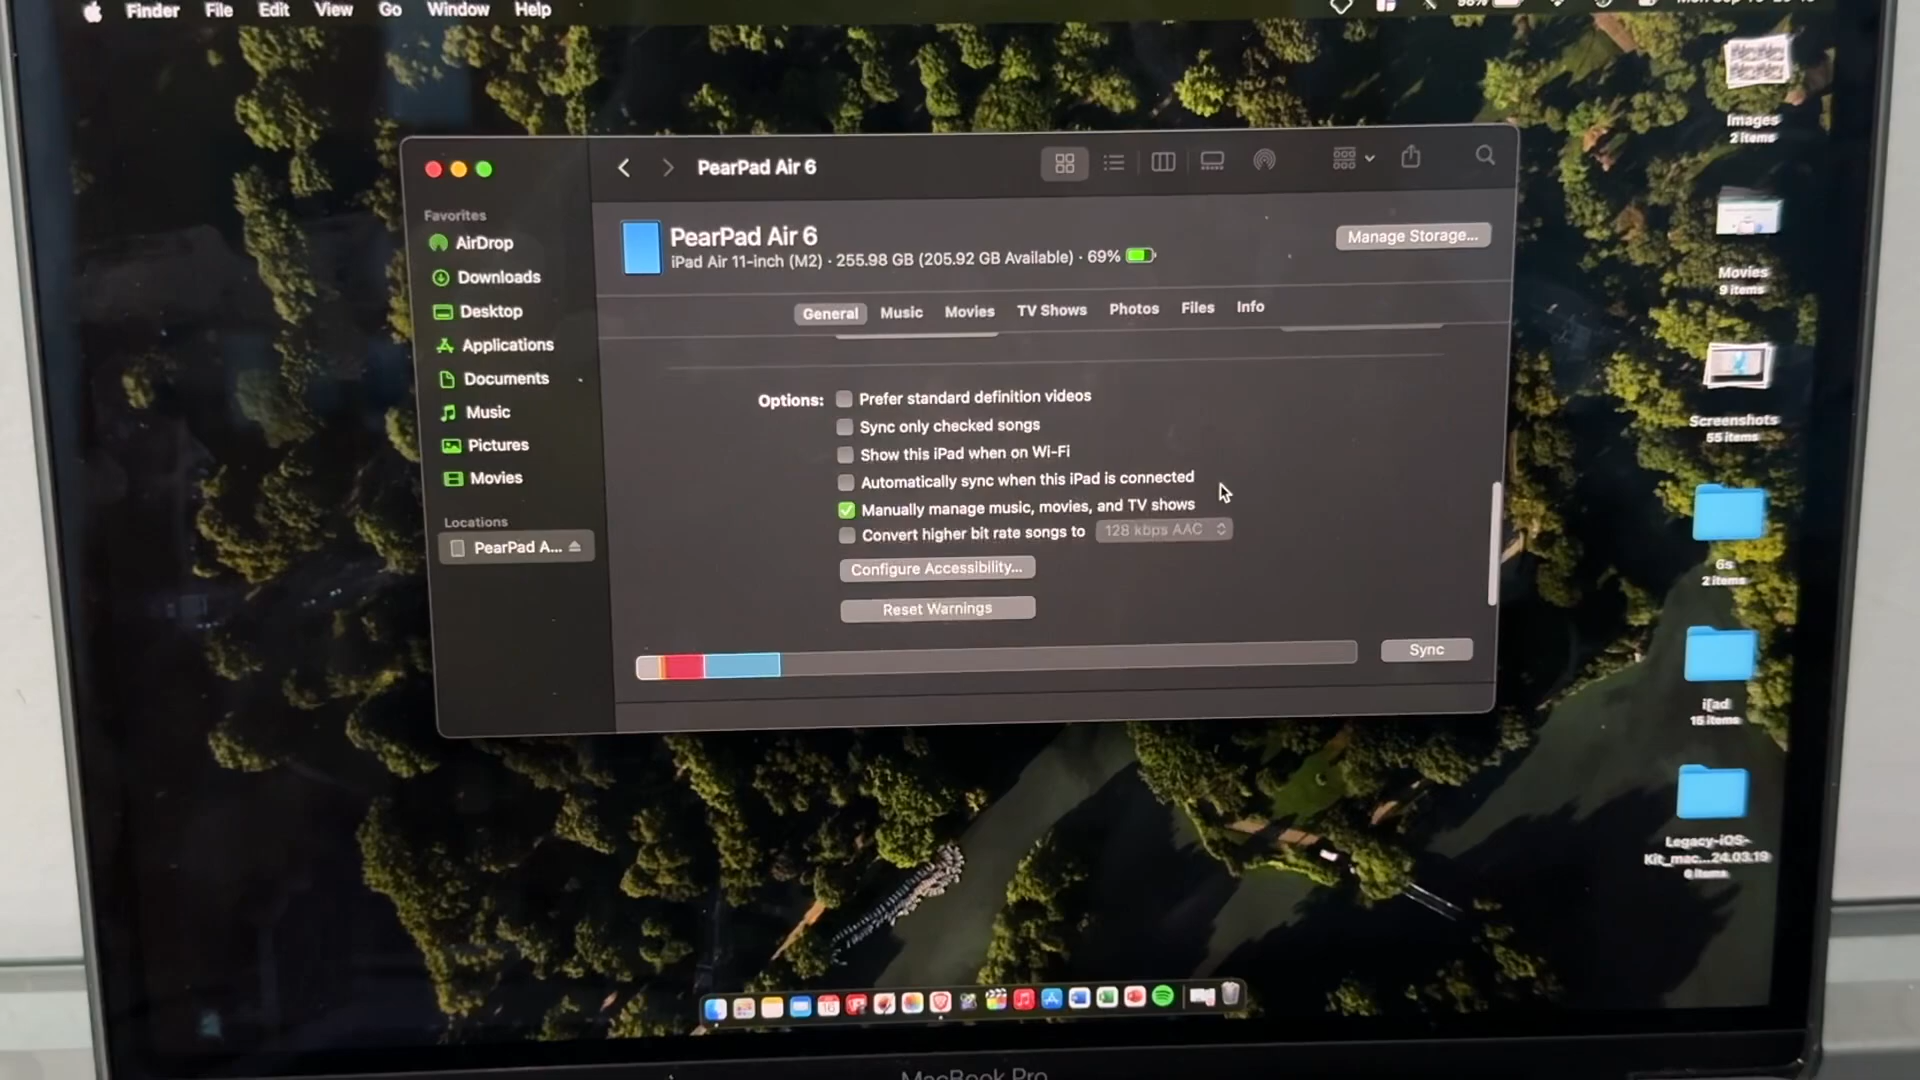 Finder File Edit View Go Window Help
PearPad Air 6
Favorites
AirDrop
Downloads
Desktop
Applications
Documents
Music
Pictures
Movies
Locations
PearPad A...
PearPad Air 6
iPad Air 11-inch (M2) · 255.98 GB (205.92 GB Available) · 69%
Manage Storage...
General Music Movies TV Shows Photos Files Info
Options:
Prefer standard definition videos
Sync only checked songs
Show this iPad when on Wi-Fi
Automatically sync when this iPad is connected
Manually manage music, movies, and TV shows
Convert higher bit rate songs to 128 kbps AAC
Configure Accessibility...
Reset Warnings
Sync
Images
2 items
Movies
9 items
Screenshots
55 items
6s
2 items
15 items
Legacy-iOS-
Kit_mac...24.03.19
6 items
MacBook Pro